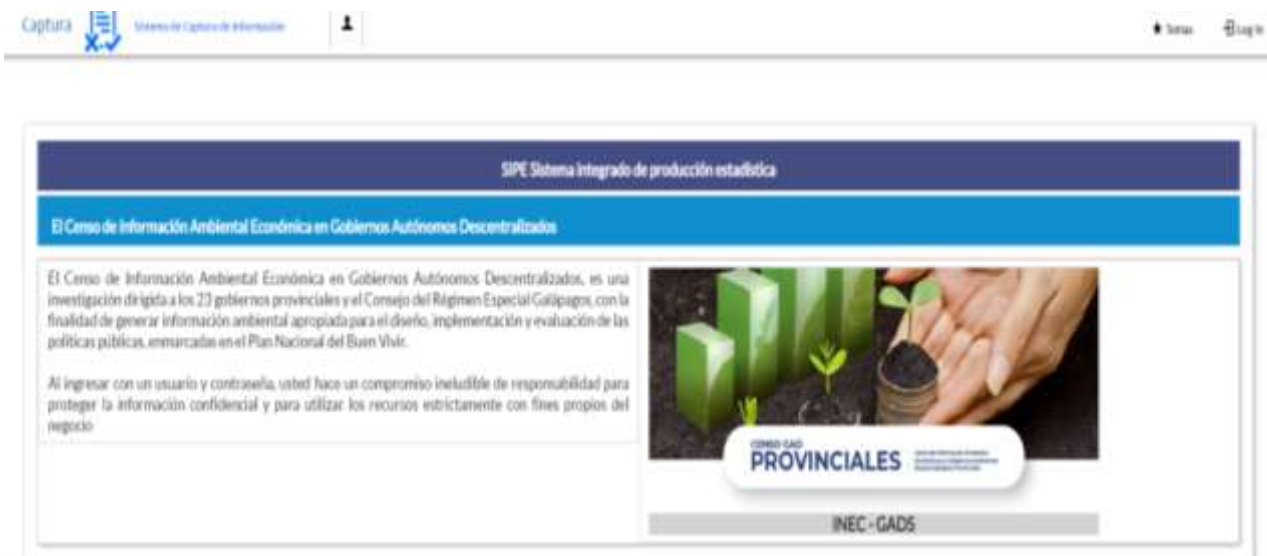 Captura
Sistema de Captura de Información
Temas
Log In
SIPE Sistema integrado de producción estadística
El Censo de Información Ambiental Económica en Gobiernos Autónomos Descentralizados
El Censo de Información Ambiental Económica en Gobiernos Autónomos Descentralizados, es una
investigación dirigida a los 23 gobiernos provinciales y el Consejo del Régimen Especial Galápagos, con la
finalidad de generar información ambiental apropiada para el diseño, implementación y evaluación de las
políticas públicas, enmarcadas en el Plan Nacional del Buen Vivir.
Al ingresar con un usuario y contraseña, usted hace un compromiso ineludible de responsabilidad para
proteger la información confidencial y para utilizar los recursos estrictamente con fines propios del
negocio
CENSO GAD
PROVINCIALES
INEC - GADS